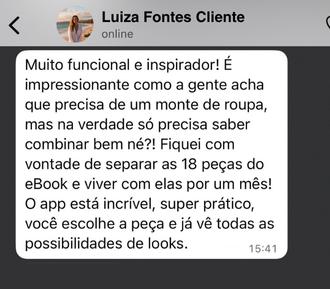 Luiza Fontes Cliente
online
Muito funcional e inspirador! É
impressionante como a gente acha
que precisa de um monte de roupa,
mas na verdade só precisa saber
combinar bem né?! Fiquei com
vontade de separar as 18 peças do
eBook e viver com elas por um mês!
O app está incrível, super prático,
você escolhe a peça e já vê todas as
possibilidades de looks.
15:41